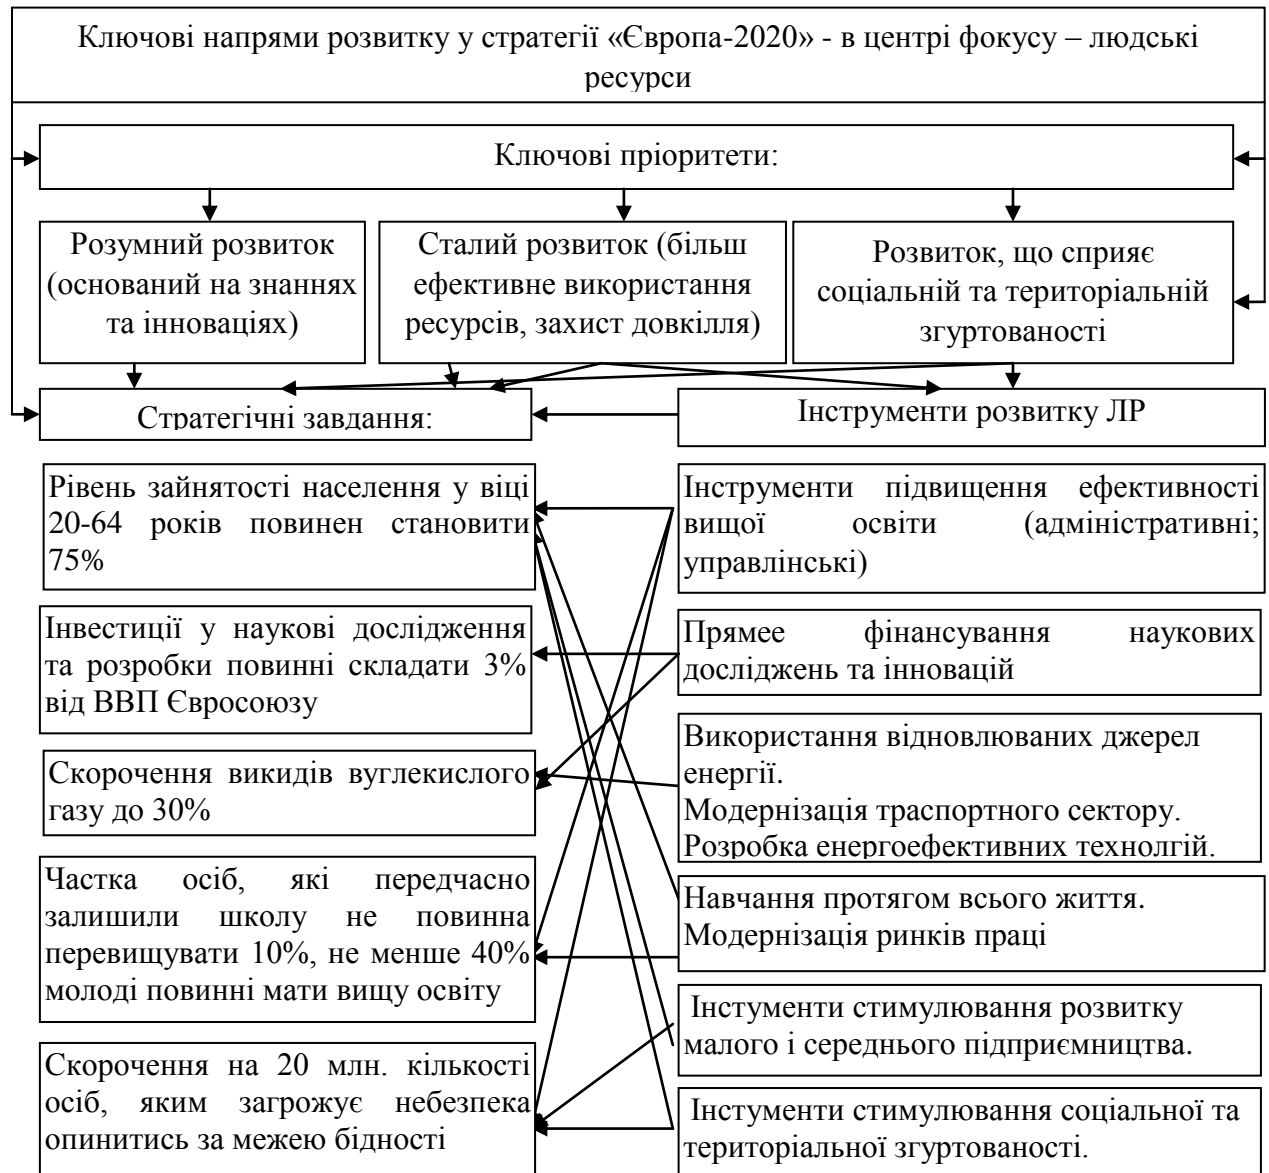 Ключові напрями розвитку у стратегії «Європа-2020» - в центрі фокусу – людські
ресурси
Ключові пріоритети:
Розумний розвиток
(оснований на знаннях
та інноваціях)
Сталий розвиток (більш
ефективне використання
ресурсів, захист довкілля)
Розвиток, що сприяє
соціальній та територіальній
згуртованості
Стратегічні завдання:
Інструменти розвитку ЛР
Рівень зайнятості населення у віці
20-64 років повинен становити
75%
Інвестиції у наукові дослідження
та розробки повинні складати 3%
від ВВП Євросоюзу
Скорочення викидів вуглекислого
газу до 30%
Частка осіб, які передчасно
залишили школу не повинна
перевищувати 10%, не менше 40%
молоді повинні мати вищу освіту
Скорочення на 20 млн. кількості
осіб, яким загрожує небезпека
опинитись за межею бідності
Інструменти підвищення ефективності
вищої освіти (адміністративні;
управлінські)
Прямее фінансування наукових
досліджень та інновацій
Використання відновлюваних джерел
енергії.
Модернізація траспортного сектору.
Розробка енергоефективних технолгій.
Навчання протягом всього життя.
Модернізація ринків праці
Інстументи стимулювання розвитку
малого і середнього підприємництва.
Інстументи стимулювання соціальної та
територіальної згуртованості.